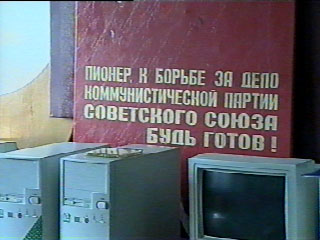 ПИОНЕР, К БОРЬБЕ ЗА ДЕЛО
КОММУНИСТИЧЕСКОЙ ПАРТИИ
СОВЕТСКОГО СОЮЗА
БУДЬ ГОТОВ!